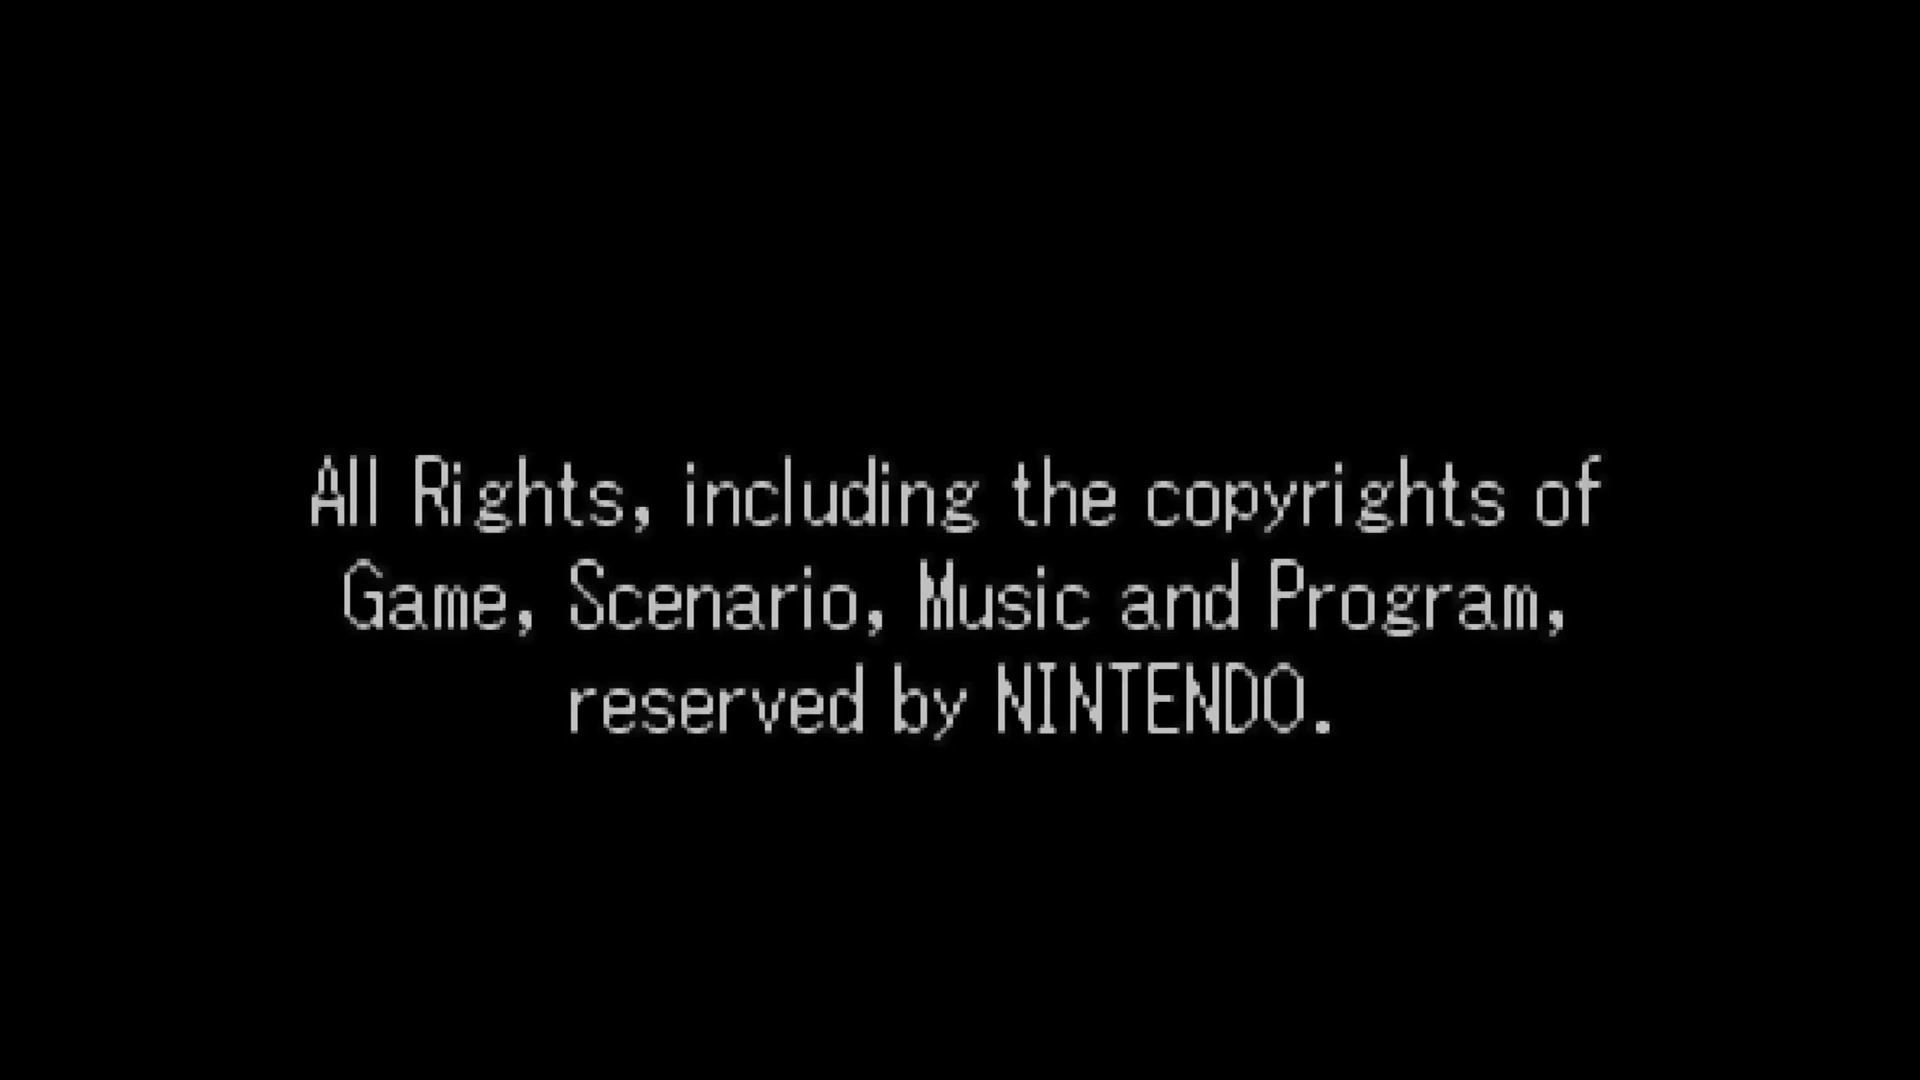 All Rights, including the copyrights of
Game, Scenario, Music and Program,
reserved by NINTENDO.